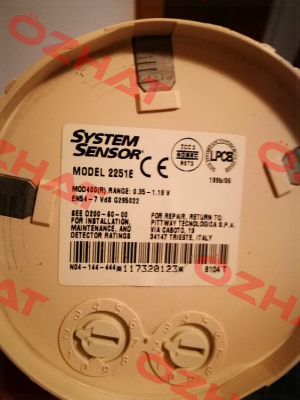 OZHAT
SYSTEM
SENSOR
MODEL 2251E
CE
LPCB
199b/06
MOD400(R) RANGE: 0.35 - 1.19 V
EN54 - 7 VdS G295022
SEE D200-60-00
FOR INSTALLATION,
MAINTENANCE, AND
DETECTOR RATINGS
FOR REPAIR, RETURN TO:
PITTWAY TECNOLOGICA S.P.A.
VIA CABOTO, 19
34147 TRIESTE, ITALY
N04-144-444*117320123*
8104 T